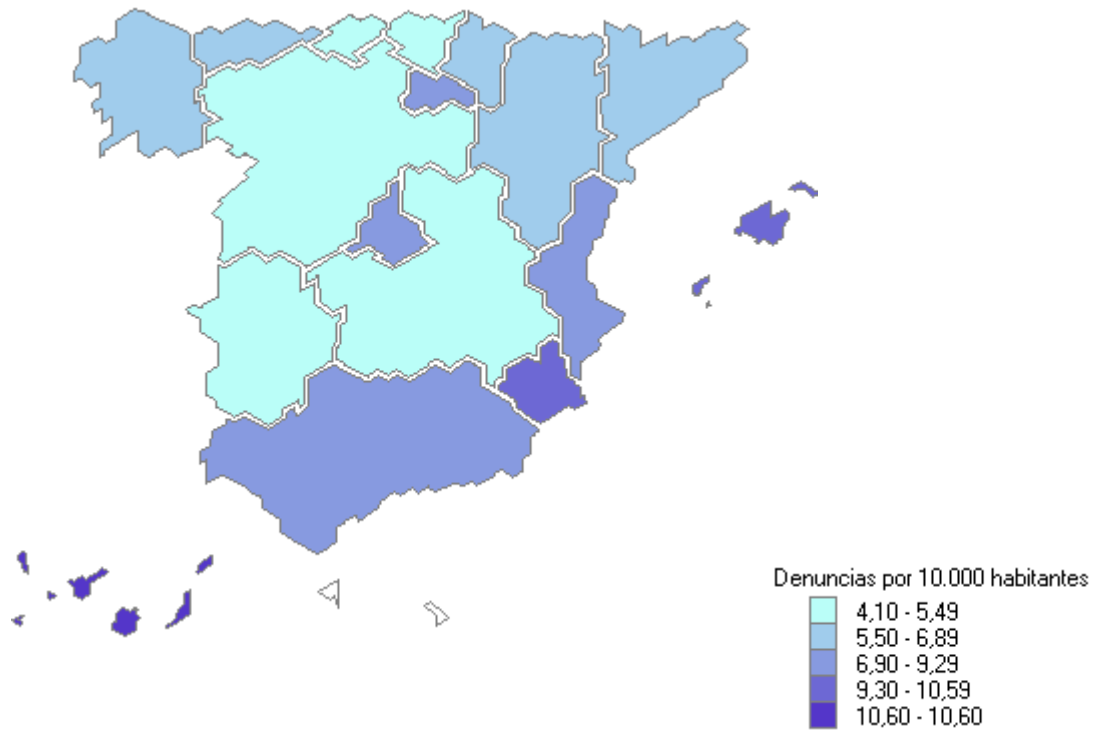 Denuncias por 10.000 habitantes
4,10 - 5,49
5,50 - 6,89
6,90 - 9,29
9,30 - 10,59
10,60 - 10,60